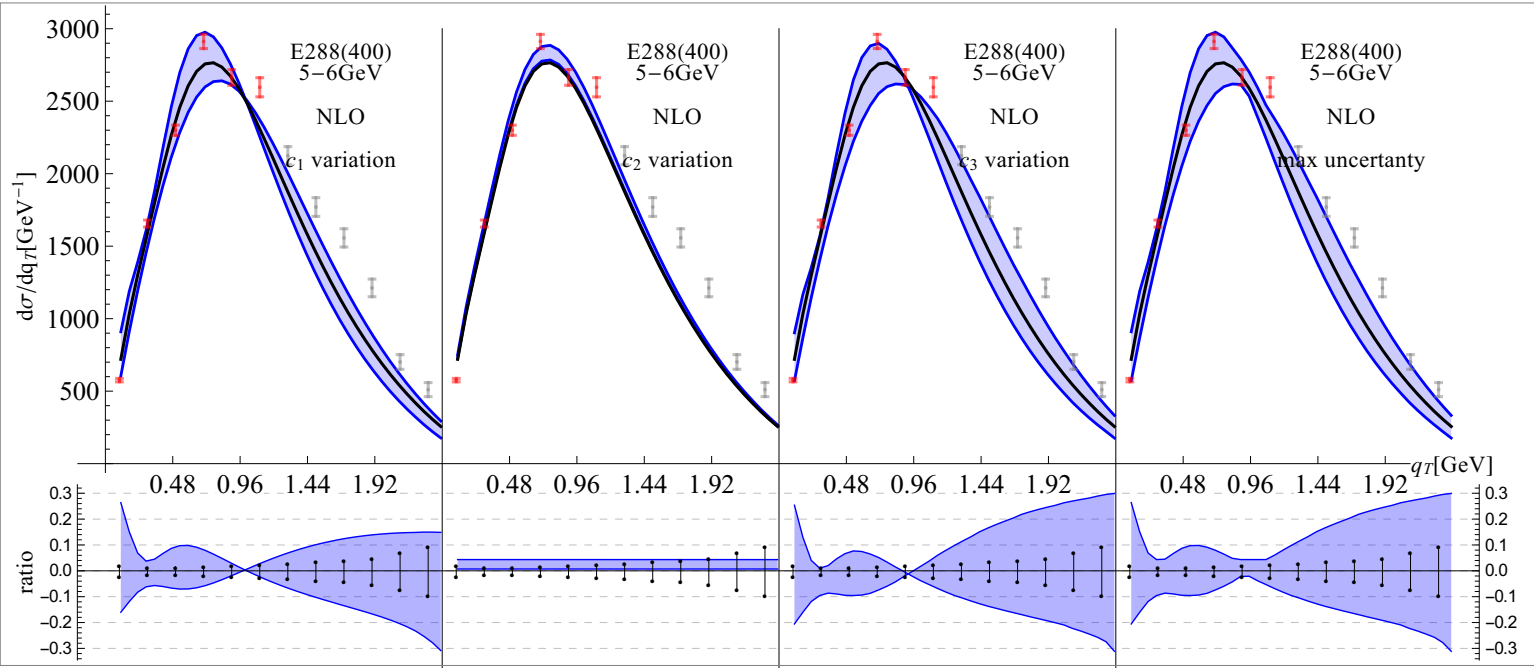 3000
2500
2000
1500
1000
500
dσ/dq_T[GeV⁻¹]
E288(400)
5−6GeV
NLO
c₁ variation
E288(400)
5−6GeV
NLO
c₂ variation
E288(400)
5−6GeV
NLO
c₃ variation
E288(400)
5−6GeV
NLO
max uncertanty
q_T[GeV]
0.48 0.96 1.44 1.92
0.48 0.96 1.44 1.92
0.48 0.96 1.44 1.92
0.48 0.96 1.44 1.92
ratio
0.3
0.2
0.1
0.0
−0.1
−0.2
−0.3
0.3
0.2
0.1
0.0
−0.1
−0.2
−0.3